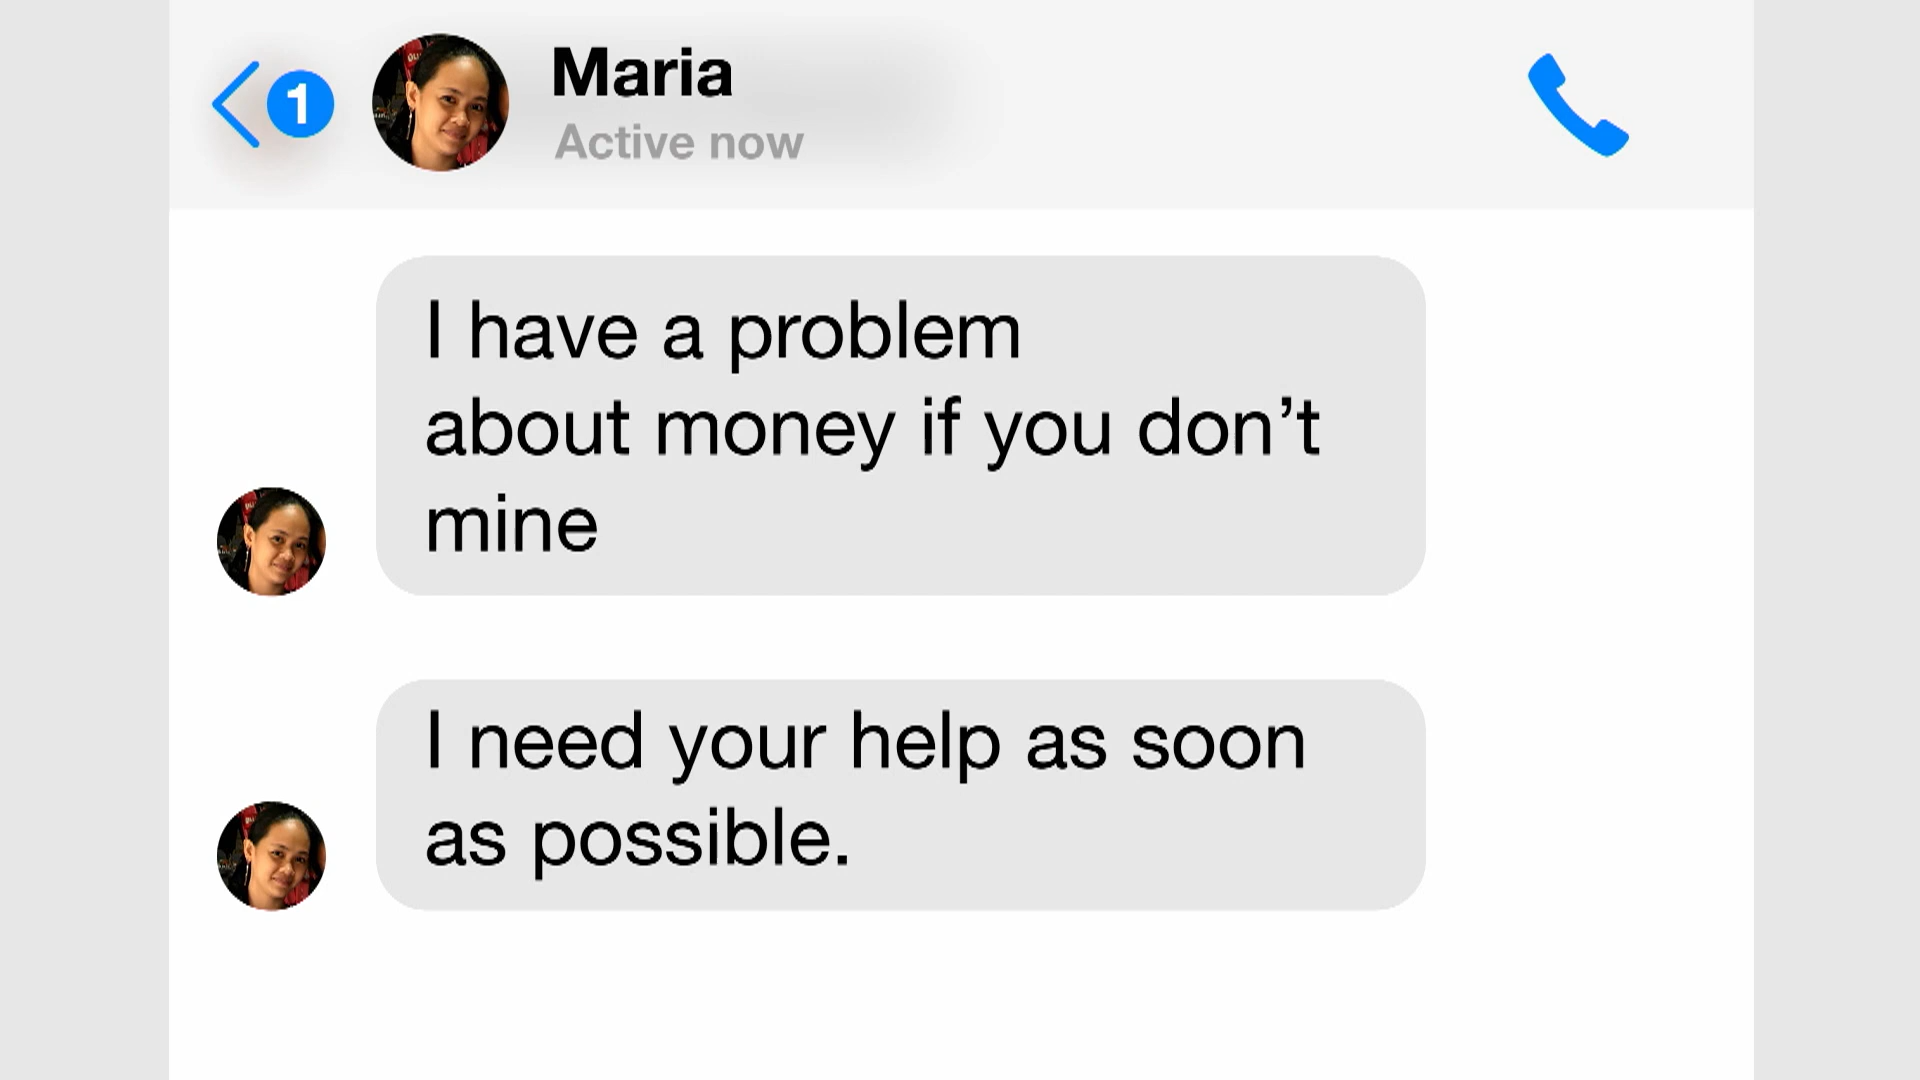 1
Maria
Active now
I have a problem
about money if you don’t
mine
I need your help as soon
as possible.